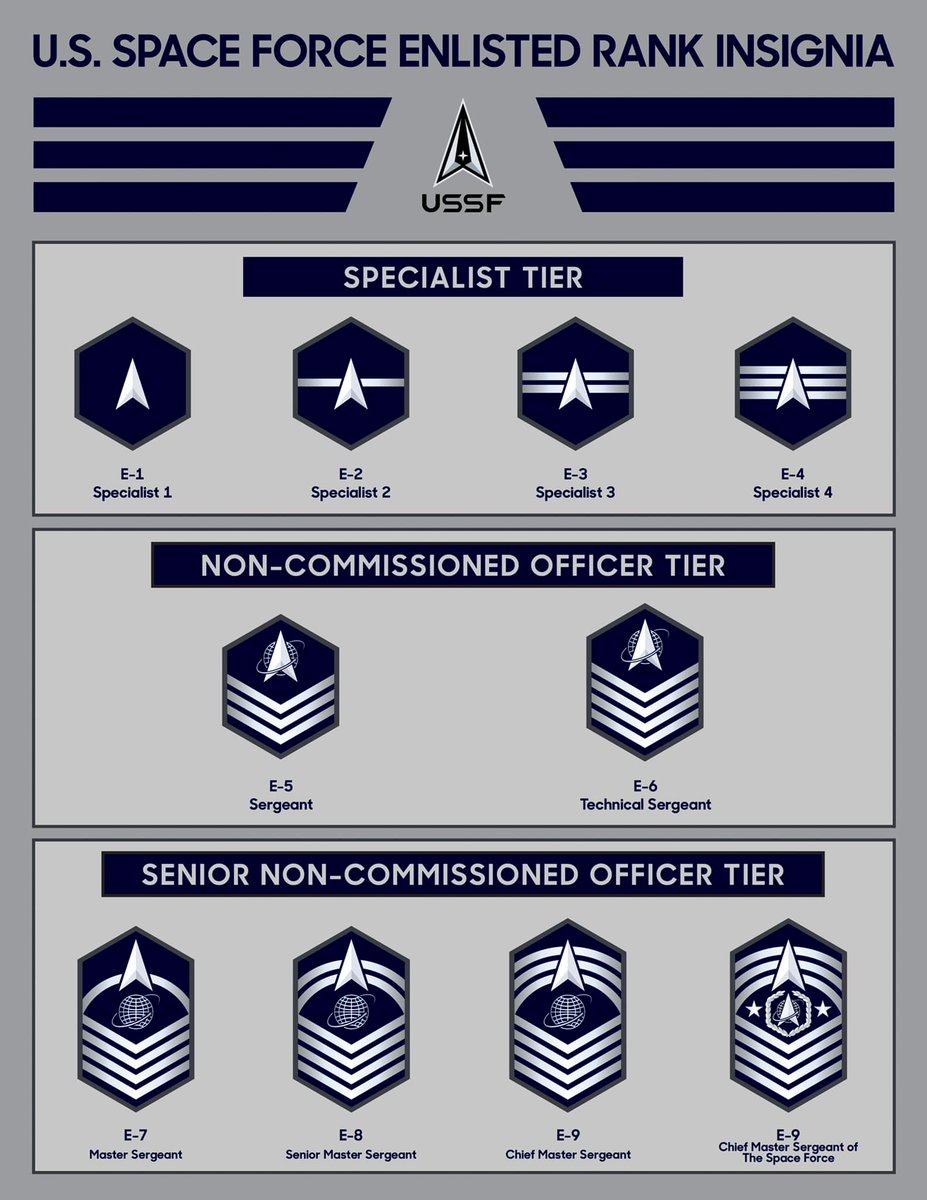 U.S. SPACE FORCE ENLISTED RANK INSIGNIA
USSF
SPECIALIST TIER
E-1
Specialist 1
E-2
Specialist 2
E-3
Specialist 3
E-4
Specialist 4
NON-COMMISSIONED OFFICER TIER
E-5
Sergeant
E-6
Technical Sergeant
SENIOR NON-COMMISSIONED OFFICER TIER
E-7
Master Sergeant
E-8
Senior Master Sergeant
E-9
Chief Master Sergeant
E-9
Chief Master Sergeant of
The Space Force